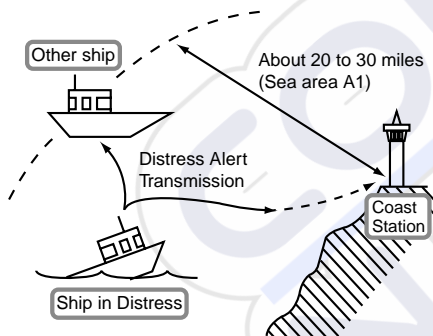 Other ship
About 20 to 30 miles
(Sea area A1)
Distress Alert
Transmission
Coast
Station
Ship in Distress